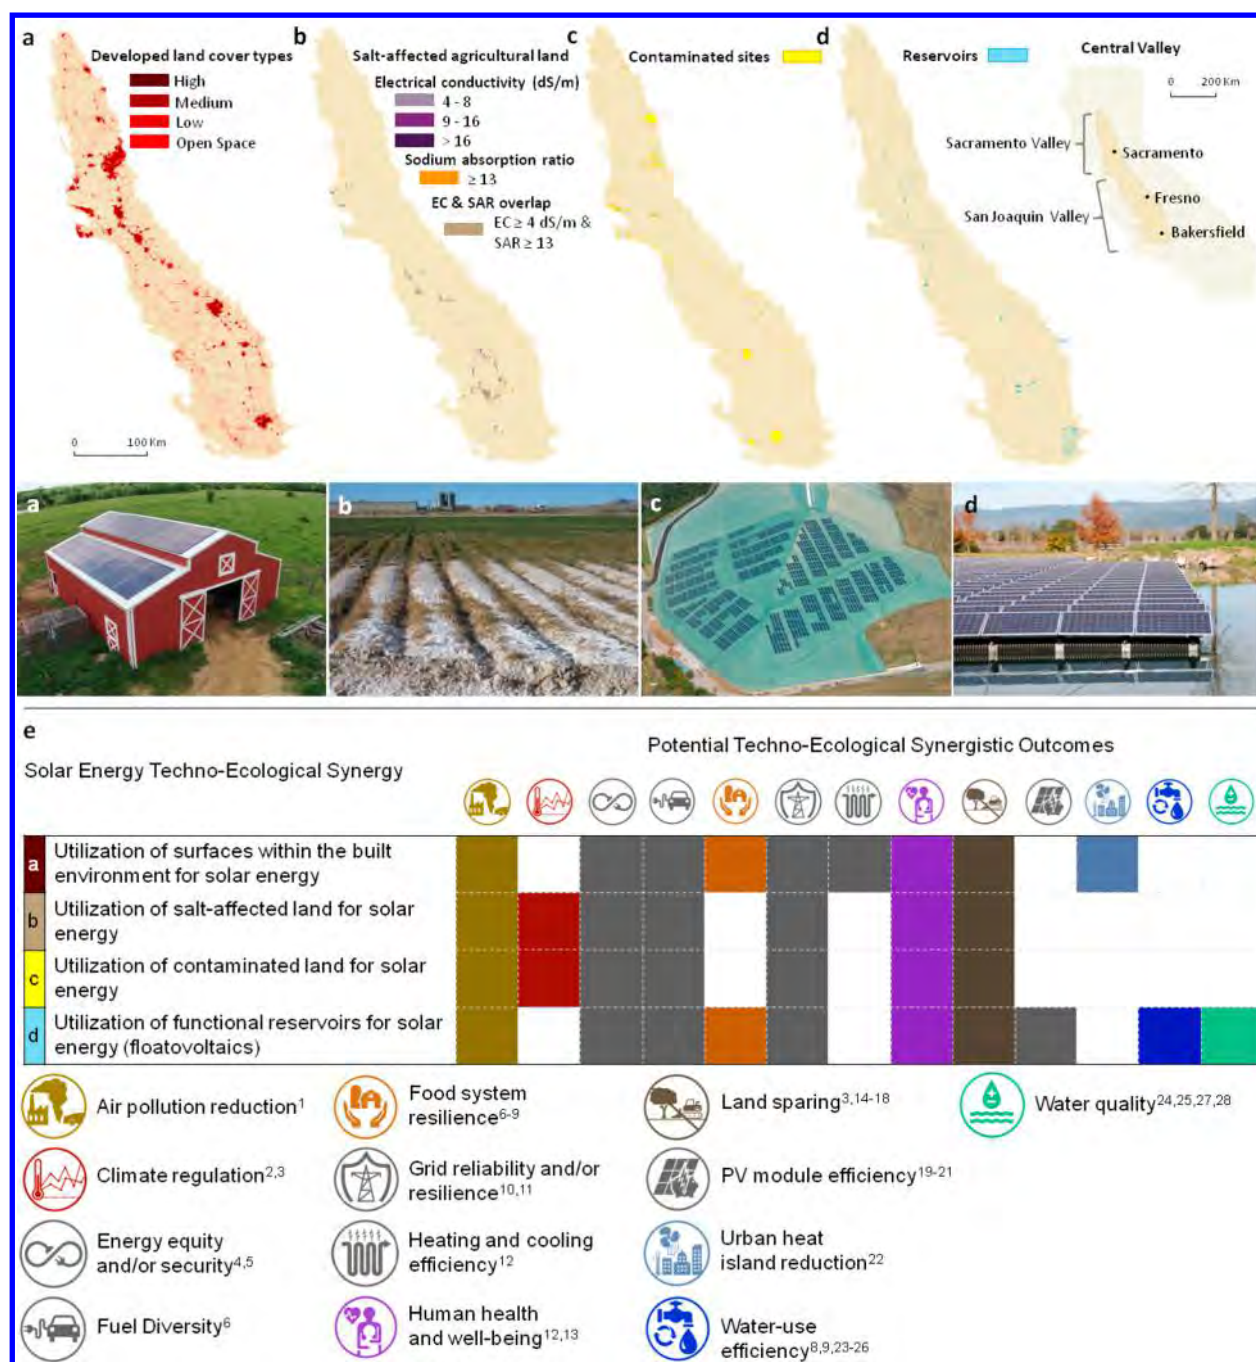 a
Developed land cover types
High
Medium
Low
Open Space
0 100 Km
b
Salt-affected agricultural land
Electrical conductivity (dS/m)
4 - 8
9 - 16
> 16
Sodium absorption ratio
≥ 13
EC & SAR overlap
EC ≥ 4 dS/m &
SAR ≥ 13
c
Contaminated sites
d
Reservoirs
Central Valley
0 200 Km
Sacramento Valley
Sacramento
Fresno
San Joaquin Valley
Bakersfield
a
b
c
d
e
Potential Techno-Ecological Synergistic Outcomes
Solar Energy Techno-Ecological Synergy
a
Utilization of surfaces within the built
environment for solar energy
b
Utilization of salt-affected land for solar
energy
c
Utilization of contaminated land for solar
energy
d
Utilization of functional reservoirs for solar
energy (floatovoltaics)
Air pollution reduction1
Climate regulation2,3
Energy equity
and/or security4,5
Fuel Diversity6
Food system
resilience6-9
Grid reliability and/or
resilience10,11
Heating and cooling
efficiency12
Human health
and well-being12,13
Land sparing3,14-18
PV module efficiency19-21
Urban heat
island reduction22
Water-use
efficiency8,9,23-26
Water quality24,25,27,28